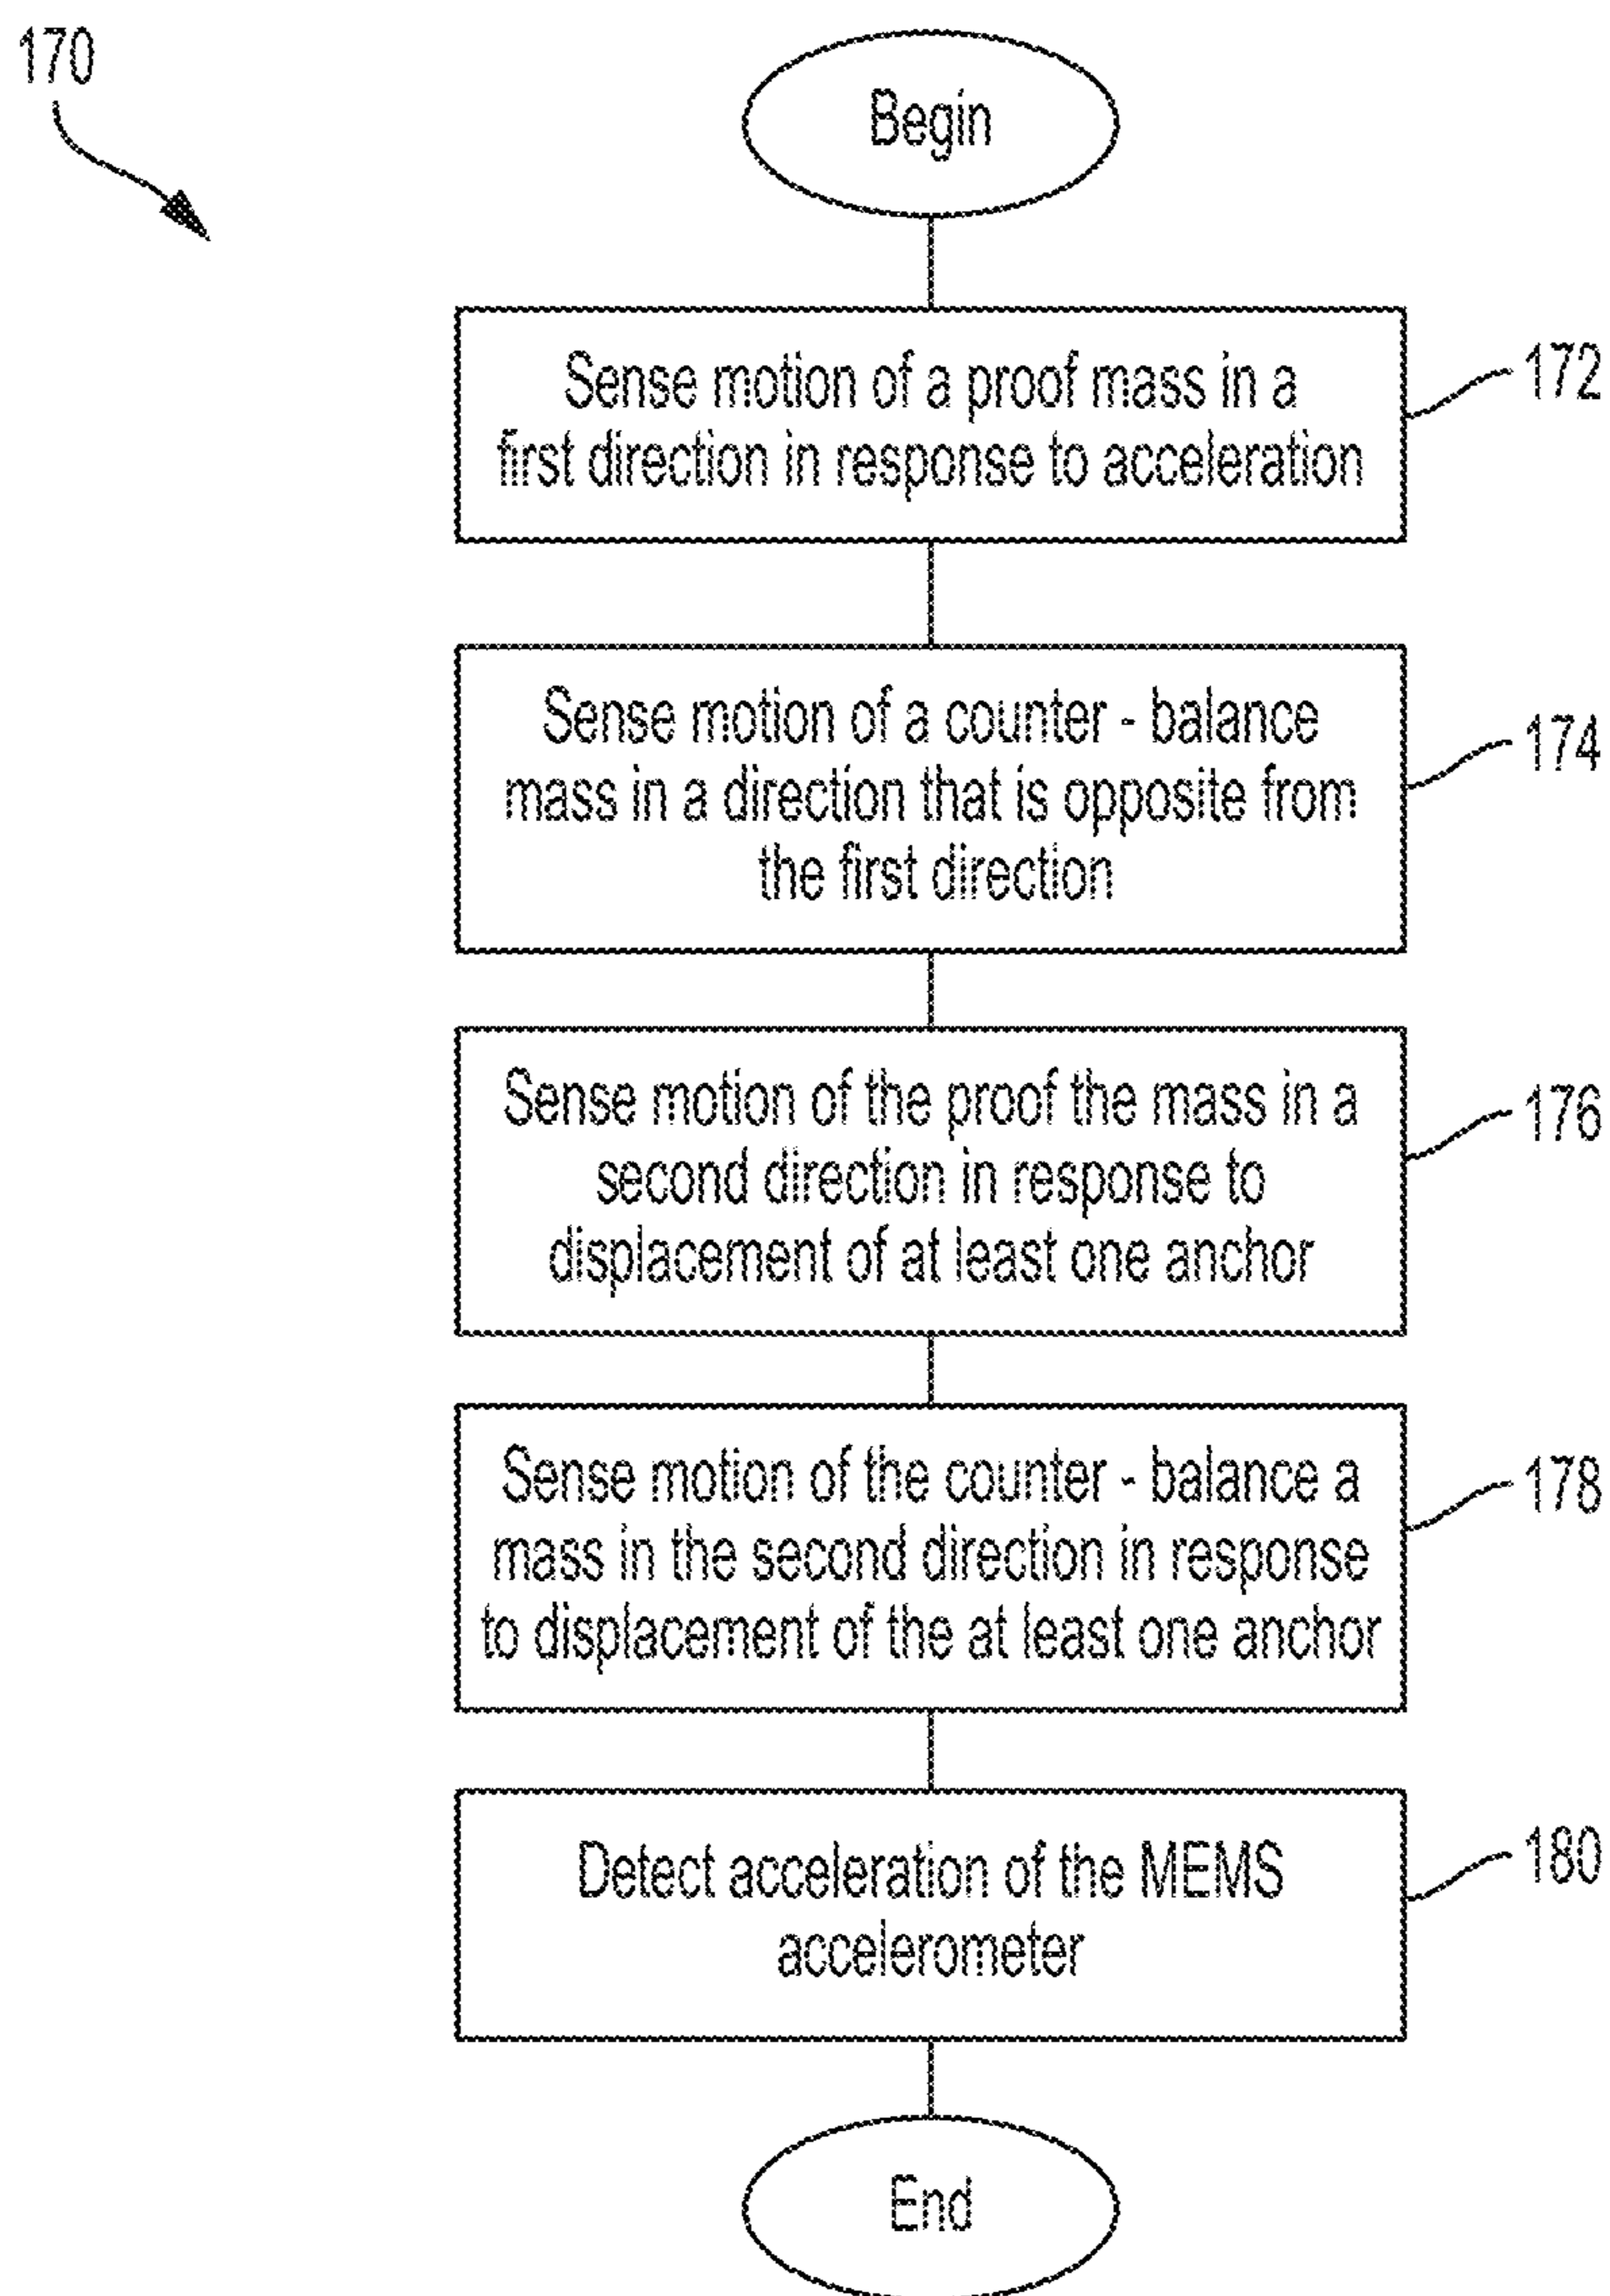 170
Begin
Sense motion of a proof mass in a
first direction in response to acceleration
172
Sense motion of a counter - balance
mass in a direction that is opposite from
the first direction
174
Sense motion of the proof the mass in a
second direction in response to
displacement of at least one anchor
176
Sense motion of the counter - balance a
mass in the second direction in response
to displacement of the at least one anchor
178
Detect acceleration of the MEMS
accelerometer
180
End